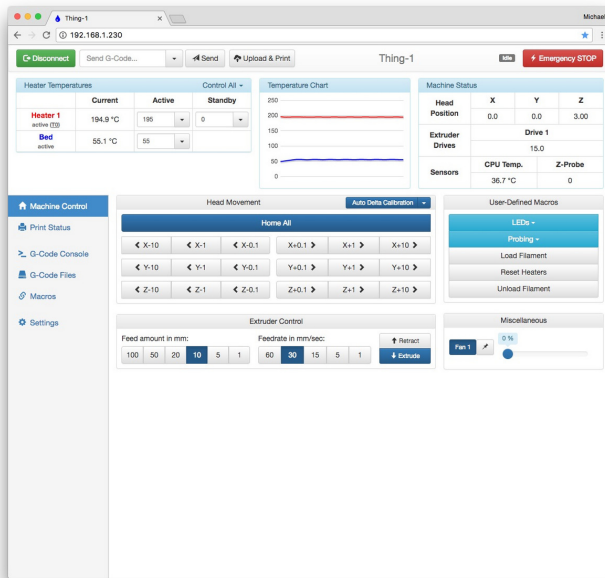 Thing-1
Michael
192.168.1.230
Disconnect Send G-Code... Send Upload & Print Thing-1 Idle Emergency STOP
Heater Temperatures Control All
Current Active Standby
Heater 1 194.9 °C 195 0
active (T0)
Bed 55.1 °C 55
active
Temperature Chart
250
200
150
100
50
0
Machine Status
Head Position X Y Z
0.0 0.0 3.00
Extruder Drives Drive 1
15.0
Sensors CPU Temp. Z-Probe
36.7 °C 0
Machine Control
Print Status
G-Code Console
G-Code Files
Macros
Settings
Head Movement Auto Delta Calibration
Home All
X-10 X-1 X-0.1 X+0.1 X+1 X+10
Y-10 Y-1 Y-0.1 Y+0.1 Y+1 Y+10
Z-10 Z-1 Z-0.1 Z+0.1 Z+1 Z+10
Extruder Control
Feed amount in mm: Feedrate in mm/sec:
100 50 20 10 5 1 60 30 15 5 1
Retract
Extrude
User-Defined Macros
LEDs
Probing
Load Filament
Reset Heaters
Unload Filament
Miscellaneous
Fan 1 0 %